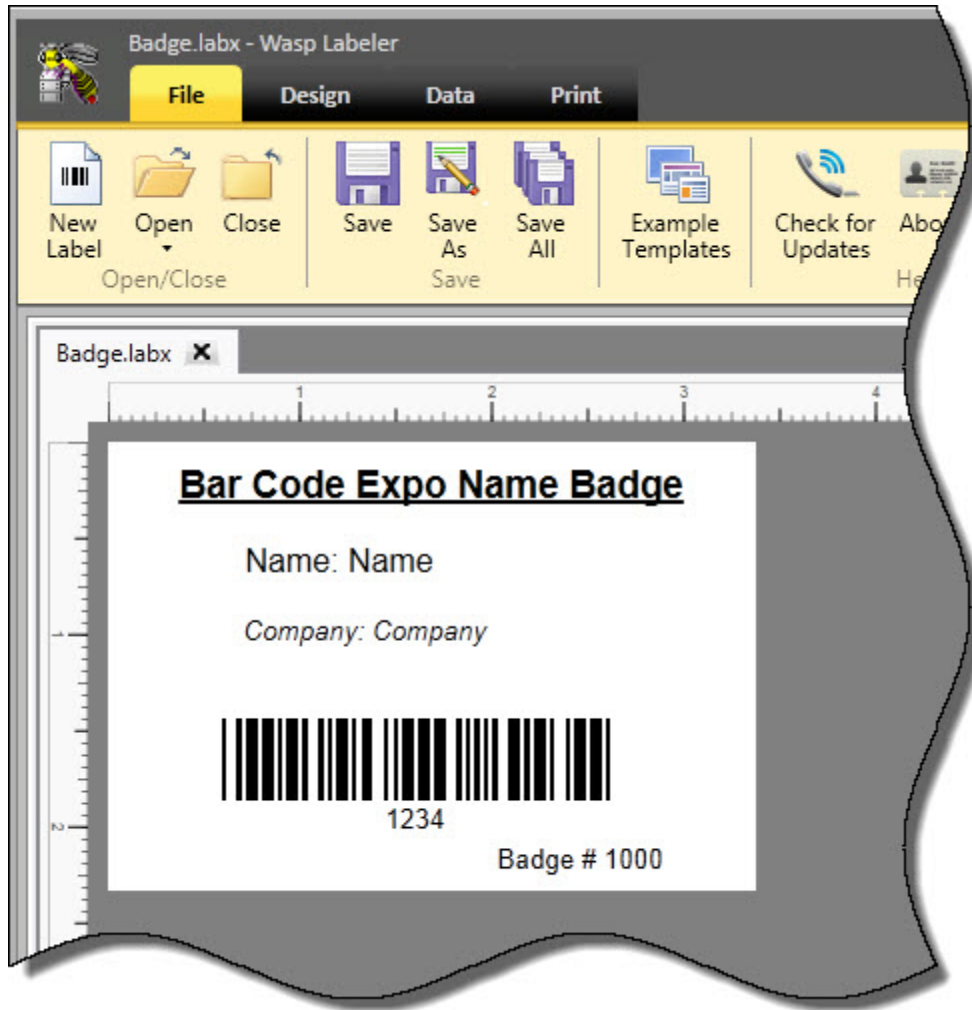 Badge.labx - Wasp Labeler
File Design Data Print
New Label
Open
Close
Save
Save As
Save All
Example Templates
Check for Updates
Open/Close
Save
Badge.labx
1 2 3 4
Bar Code Expo Name Badge
Name: Name
1
Company: Company
1234
2
Badge # 1000